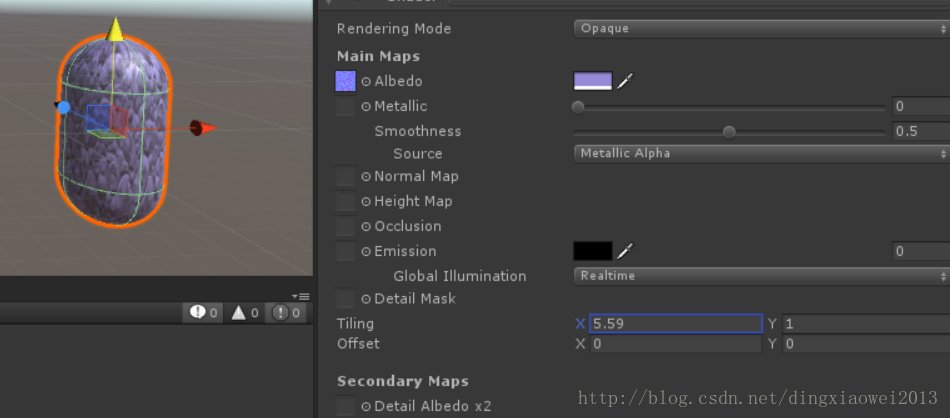 Rendering Mode Opaque
Main Maps
Albedo
Metallic 0
Smoothness 0.5
Source Metallic Alpha
Normal Map
Height Map
Occlusion
Emission 0
Global Illumination Realtime
Detail Mask
0 0 0
Tiling X 5.59 Y 1
Offset X 0 Y 0
Secondary Maps
Detail Albedo x2
http://blog.csdn.net/dingxiaowei2013